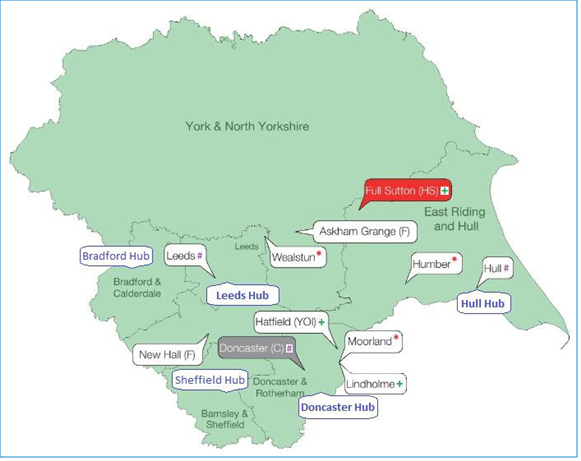 York & North Yorkshire
Full Sutton (HS) +
East Riding
and Hull
Askham Grange (F)
Leeds
Bradford Hub
Leeds #
Wealstun *
Humber *
Hull #
Bradford &
Calderdale
Leeds Hub
Hull Hub
Hatfield (YOI) +
Moorland *
New Hall (F)
Doncaster (C) #
Sheffield Hub
Doncaster &
Rotherham
Lindholme +
Doncaster Hub
Barnsley &
Sheffield